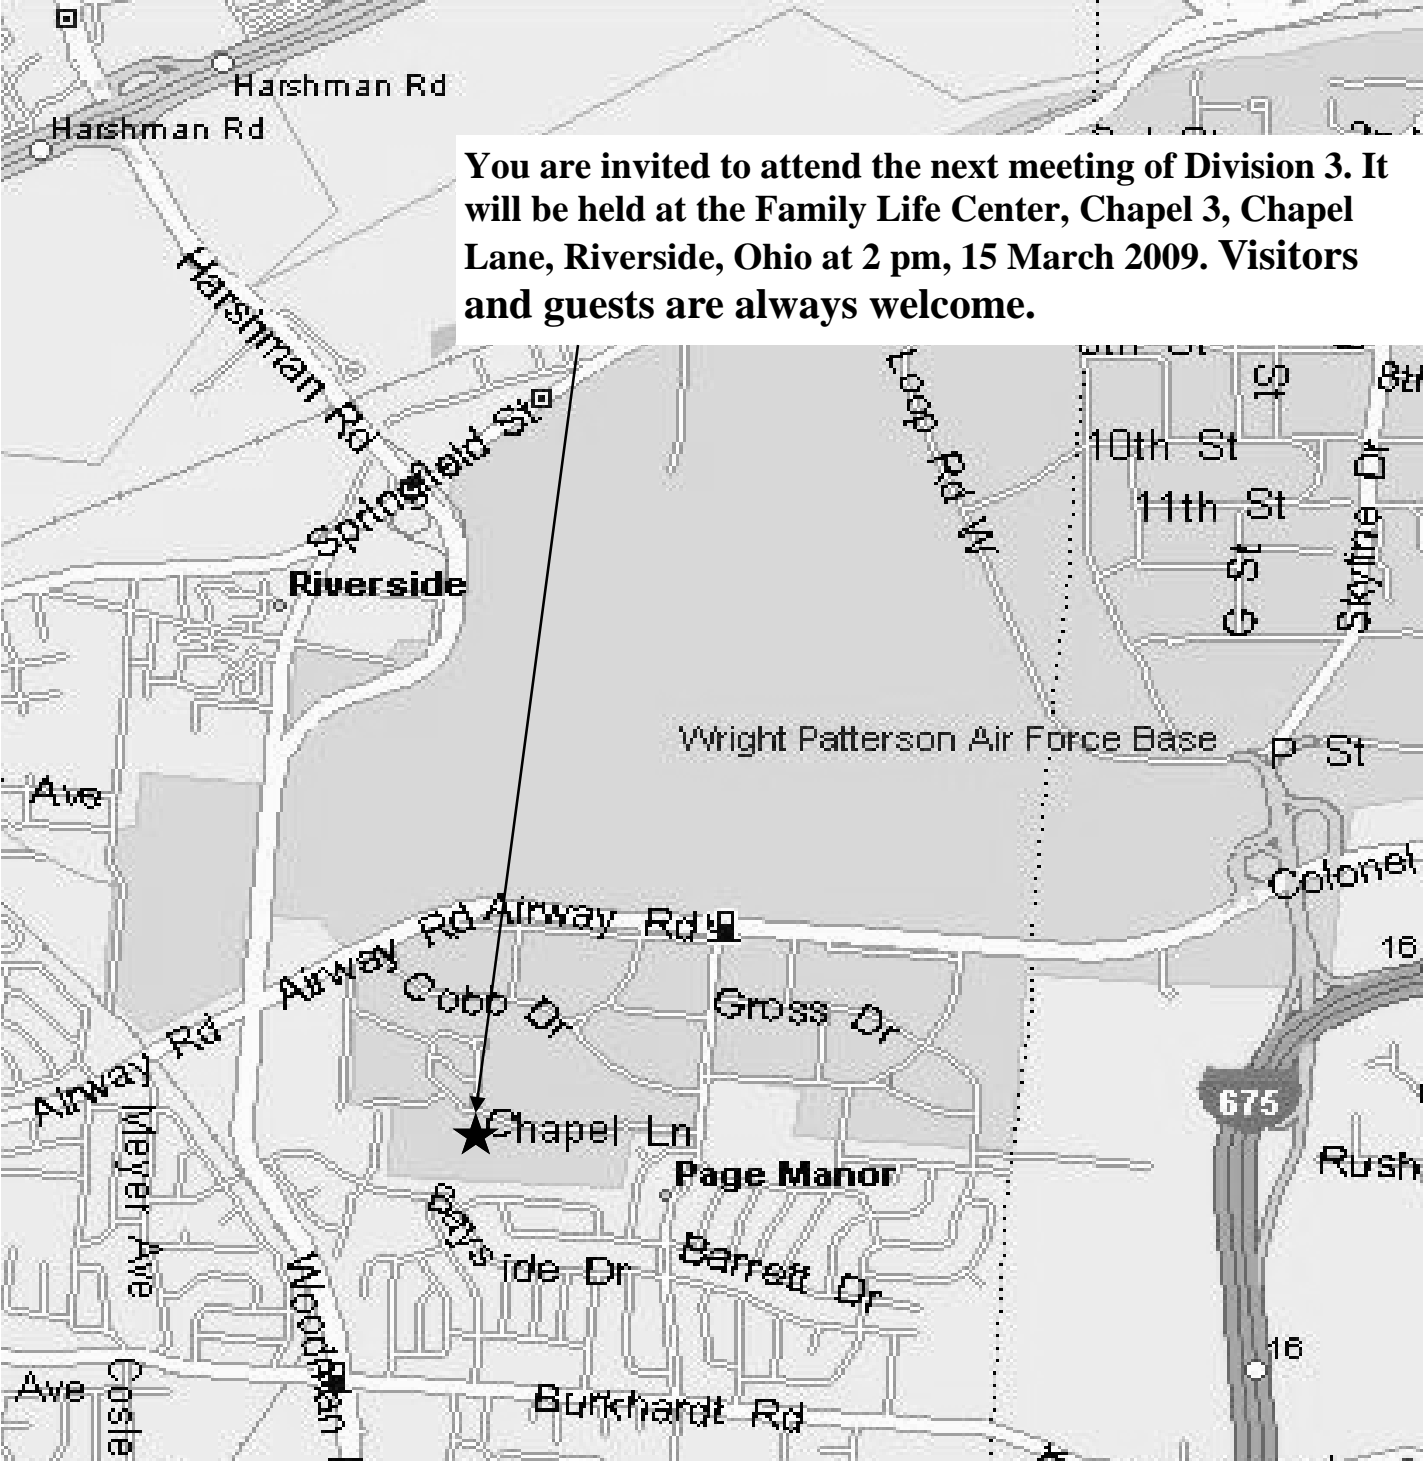 Harshman Rd
Harshman Rd
You are invited to attend the next meeting of Division 3. It
will be held at the Family Life Center, Chapel 3, Chapel
Lane, Riverside, Ohio at 2 pm, 15 March 2009. Visitors
and guests are always welcome.
Harshman Rd
Springfield St
Loop Rd W
St
10th St
11th St
G St
Skyline Dr
Riverside
Wright Patterson Air Force Base
P St
Ave
Colonel
Airway Rd
Airway Rd
Airway Rd
16
Cobb Dr
Gross Dr
675
Meyer Ave
Chapel Ln
Page Manor
Rush
Bayside Dr
Barrett Dr
Woodman
16
Ave
Burkhardt Rd